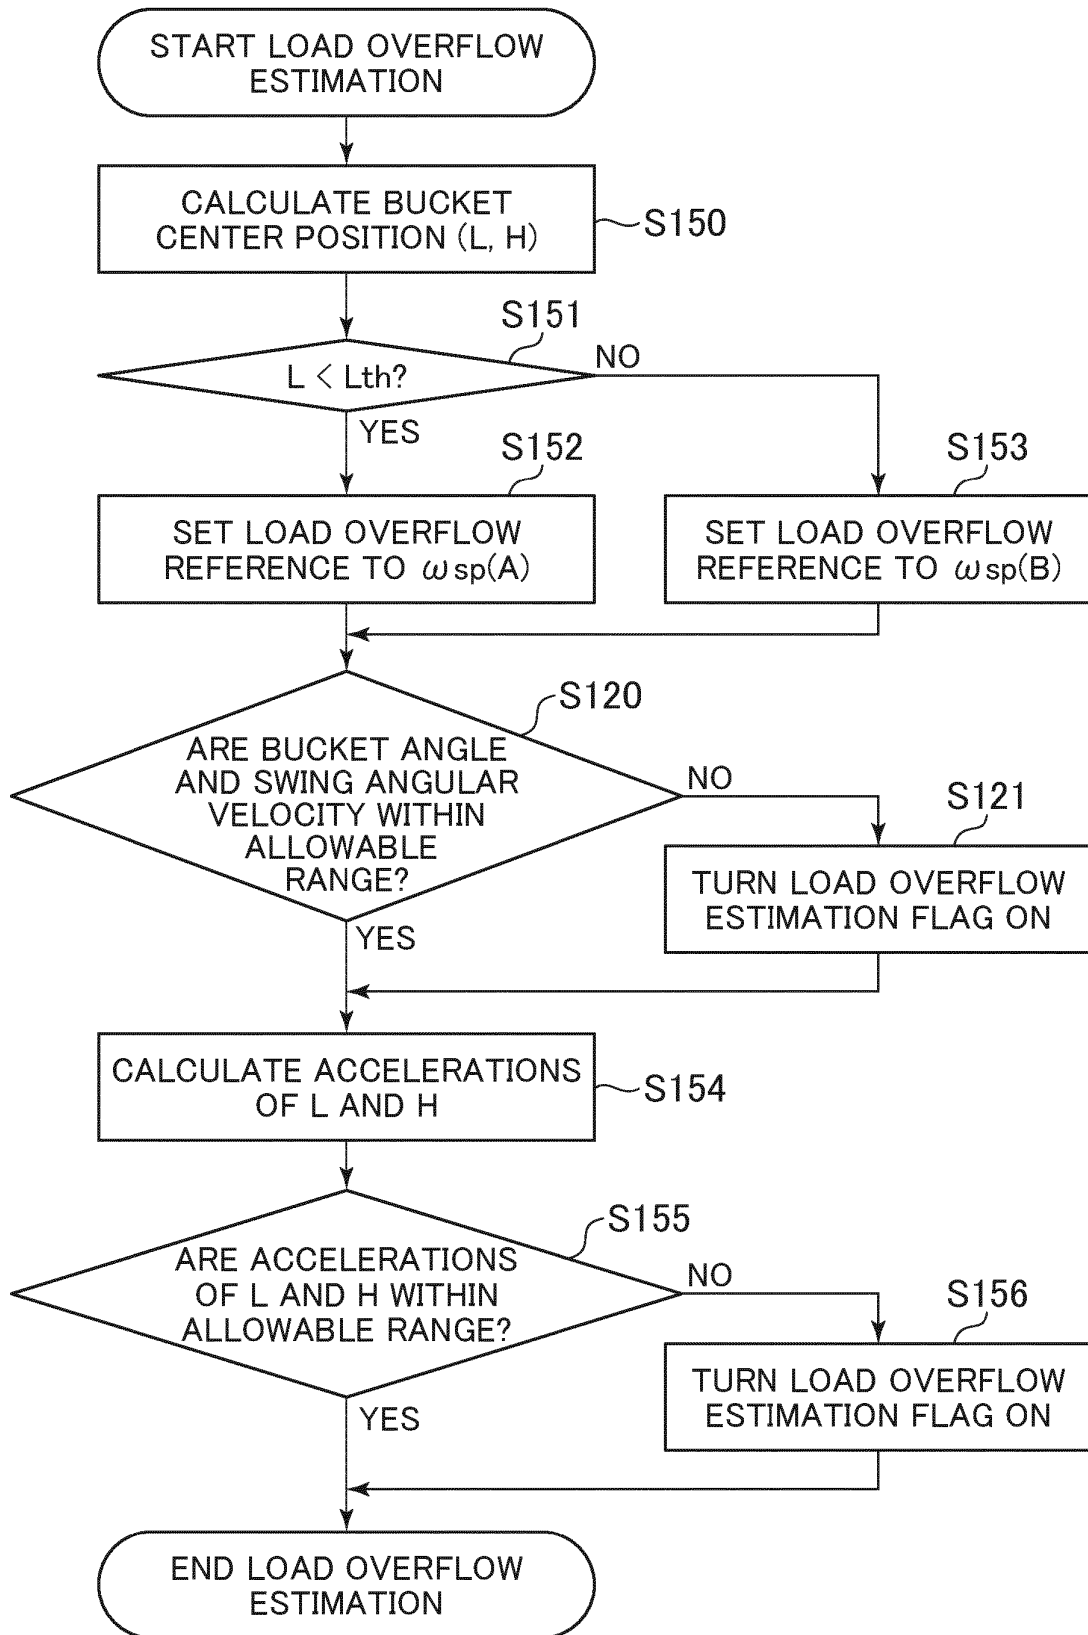 START LOAD OVERFLOW
ESTIMATION
CALCULATE BUCKET
CENTER POSITION (L, H)
S150
S151
L < Lth?
NO
YES
S152
SET LOAD OVERFLOW
REFERENCE TO ωsp(A)
S153
SET LOAD OVERFLOW
REFERENCE TO ωsp(B)
S120
ARE BUCKET ANGLE
AND SWING ANGULAR
VELOCITY WITHIN
ALLOWABLE
RANGE?
NO
YES
S121
TURN LOAD OVERFLOW
ESTIMATION FLAG ON
CALCULATE ACCELERATIONS
OF L AND H
S154
S155
ARE ACCELERATIONS
OF L AND H WITHIN
ALLOWABLE RANGE?
NO
YES
S156
TURN LOAD OVERFLOW
ESTIMATION FLAG ON
END LOAD OVERFLOW
ESTIMATION